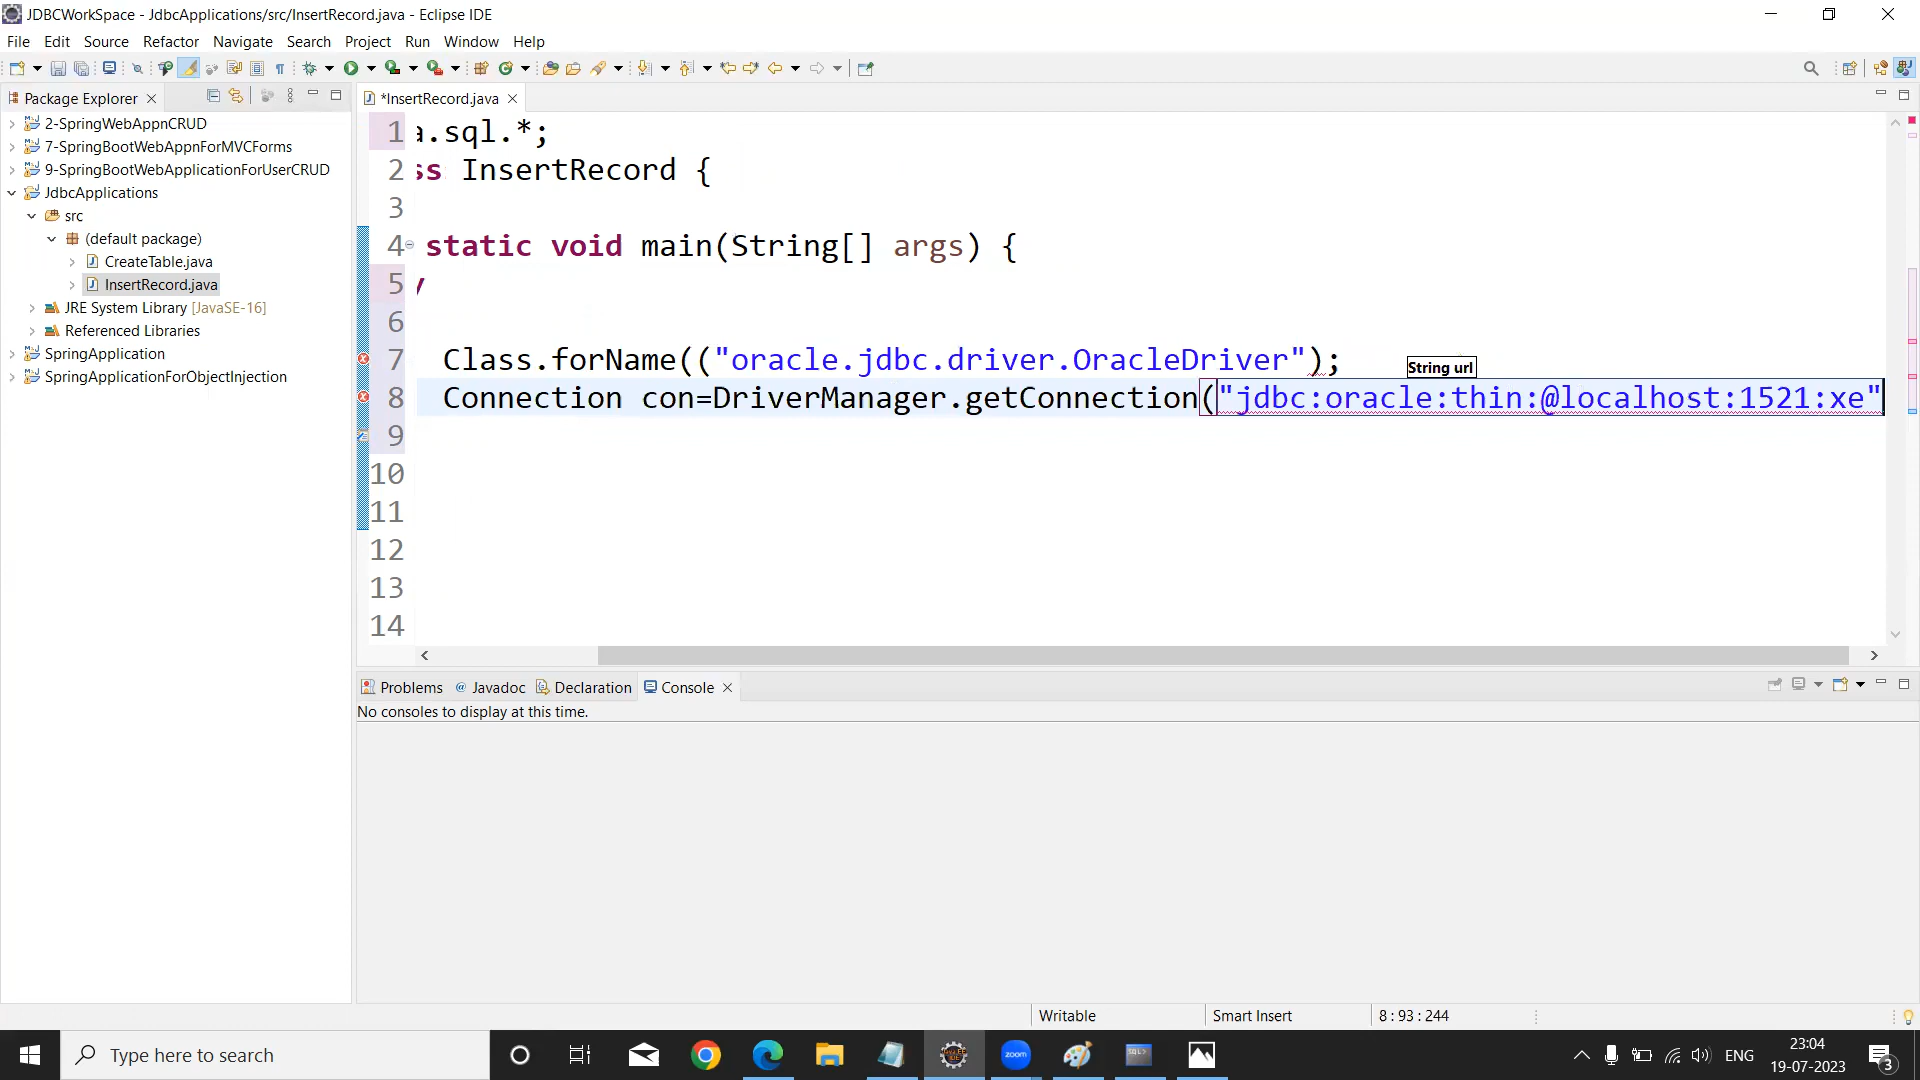 JDBCWorkSpace - JdbcApplications/src/InsertRecord.java - Eclipse IDE
File Edit Source Refactor Navigate Search Project Run Window Help
Package Explorer
*InsertRecord.java
2-SpringWebAppnCRUD
7-SpringBootWebAppnForMVCForms
9-SpringBootWebApplicationForUserCRUD
JdbcApplications
src
(default package)
CreateTable.java
InsertRecord.java
JRE System Library [JavaSE-16]
Referenced Libraries
SpringApplication
SpringApplicationForObjectInjection
1 a.sql.*;
2 ss InsertRecord {
3
4 static void main(String[] args) {
5 y
6
7 Class.forName(("oracle.jdbc.driver.OracleDriver");
String url
8 Connection con=DriverManager.getConnection("jdbc:oracle:thin:@localhost:1521:xe"
9
10
11
12
13
14
Problems @ Javadoc Declaration Console
No consoles to display at this time.
Writable Smart Insert 8 : 93 : 244
Type here to search
zoom
SQL>
ENG
23:04
19-07-2023
3